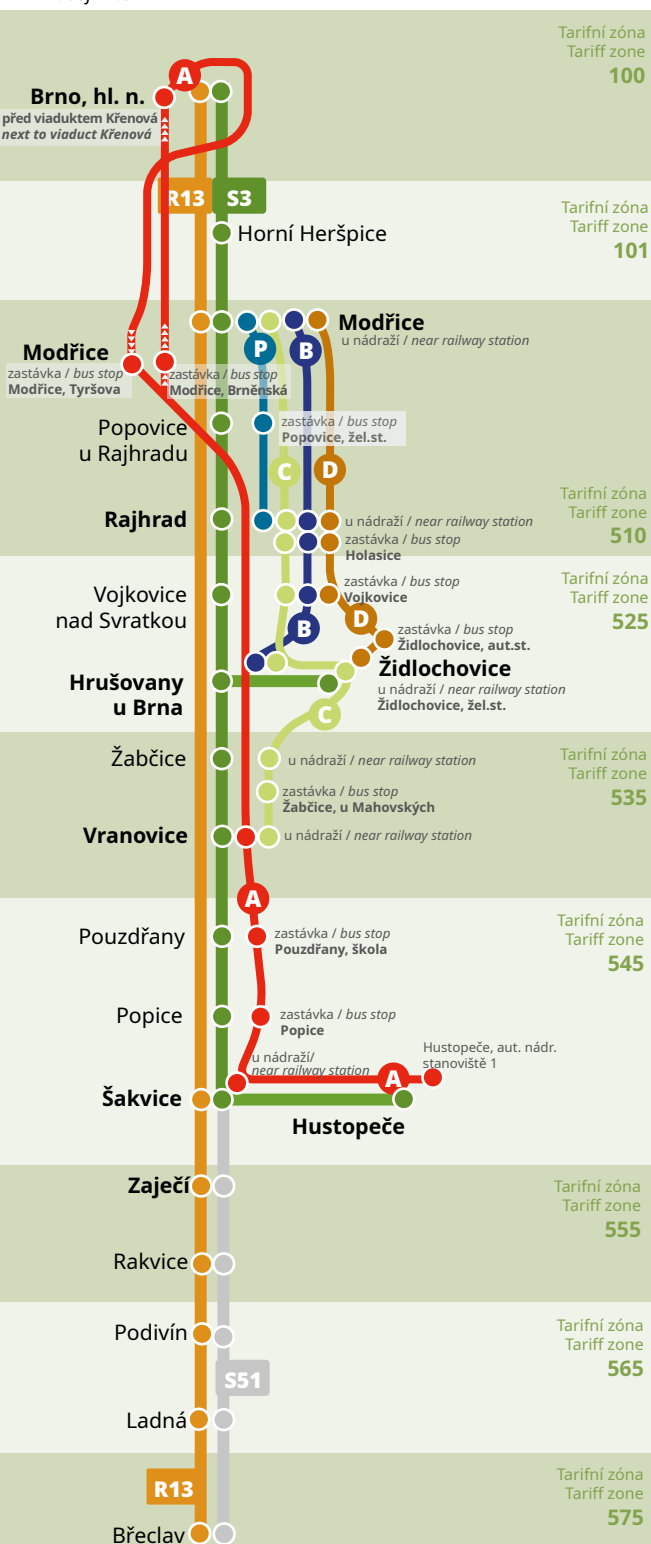 Tarifní zóna
Tariff zone
100
A
Brno, hl. n.
před viaduktem Křenová
next to viaduct Křenová
R13
S3
Tarifní zóna
Tariff zone
101
Horní Heršpice
Modřice
u nádraží / near railway station
P
B
Modřice
zastávka / bus stop
Modřice, Tyršova
zastávka / bus stop
Modřice, Brněnská
Popovice
u Rajhradu
zastávka / bus stop
Popovice, žel.st.
C
D
Tarifní zóna
Tariff zone
510
Rajhrad
u nádraží / near railway station
zastávka / bus stop
Holasice
Tarifní zóna
Tariff zone
525
Vojkovice
nad Svratkou
zastávka / bus stop
Vojkovice
D
B
zastávka / bus stop
Židlochovice, aut.st.
Židlochovice
u nádraží / near railway station
Židlochovice, žel.st.
Hrušovany
u Brna
C
Tarifní zóna
Tariff zone
535
Žabčice
u nádraží / near railway station
zastávka / bus stop
Žabčice, u Mahovských
Vranovice
u nádraží / near railway station
A
Tarifní zóna
Tariff zone
545
Pouzdřany
zastávka / bus stop
Pouzdřany, škola
Popice
zastávka / bus stop
Popice
u nádraží/
near railway station
A
Hustopeče, aut. nádr.
stanoviště 1
Šakvice
Hustopeče
Zaječí
Tarifní zóna
Tariff zone
555
Rakvice
Podivín
Tarifní zóna
Tariff zone
565
S51
Ladná
R13
Tarifní zóna
Tariff zone
575
Břeclav